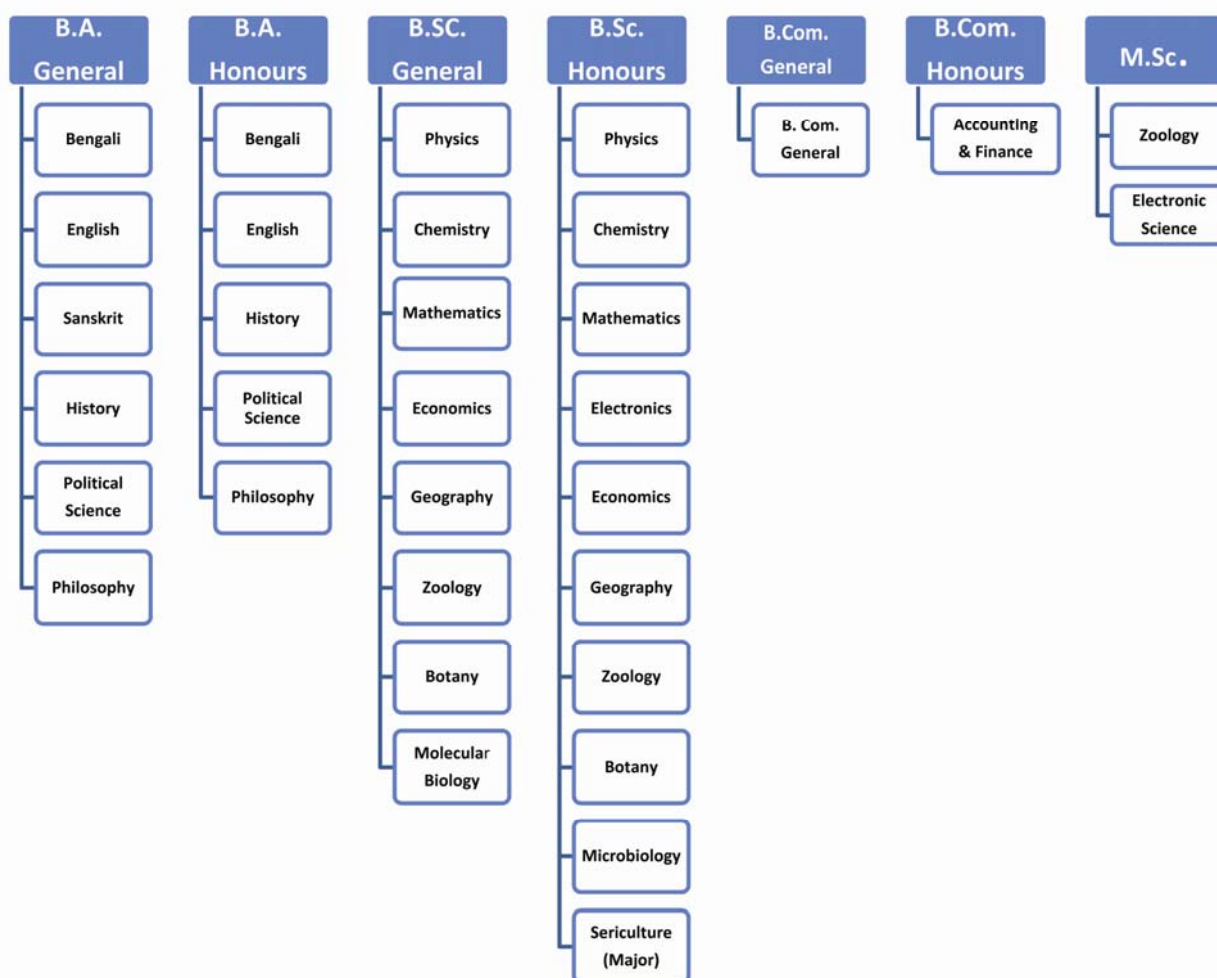 B.A.
General
Bengali
English
Sanskrit
History
Political
Science
Philosophy
B.A.
Honours
Bengali
English
History
Political
Science
Philosophy
B.SC.
General
Physics
Chemistry
Mathematics
Economics
Geography
Zoology
Botany
Molecular
Biology
B.Sc.
Honours
Physics
Chemistry
Mathematics
Electronics
Economics
Geography
Zoology
Botany
Microbiology
Sericulture
(Major)
B.Com.
General
B. Com.
General
B.Com.
Honours
Accounting
& Finance
M.Sc.
Zoology
Electronic
Science